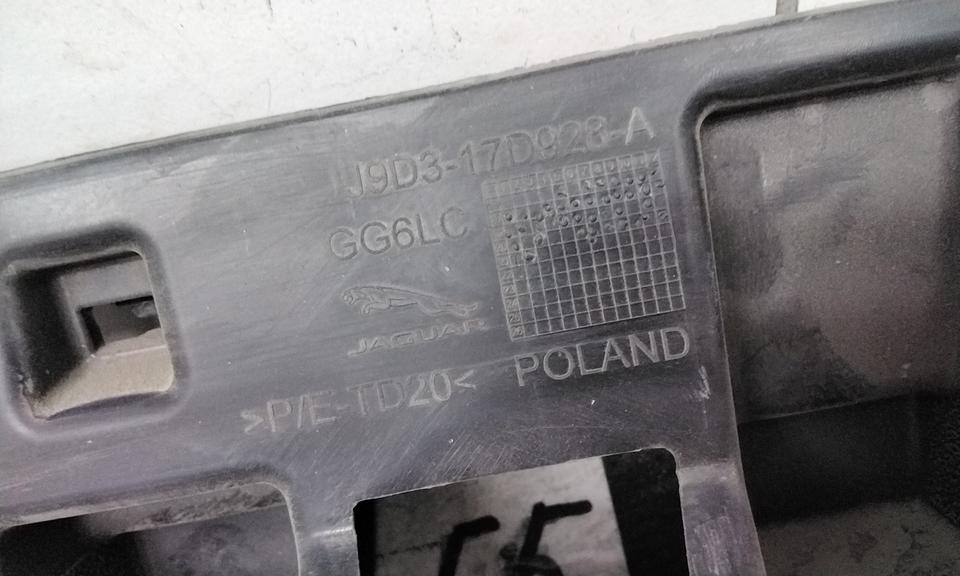 J9D3-17D928-A
GG6LC
JAGUAR
>P/E-TD20<
POLAND